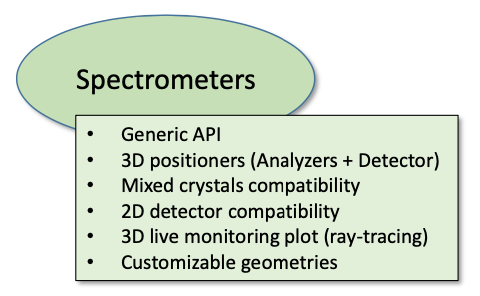 Spectrometers
• Generic API
• 3D positioners (Analyzers + Detector)
• Mixed crystals compatibility
• 2D detector compatibility
• 3D live monitoring plot (ray-tracing)
• Customizable geometries